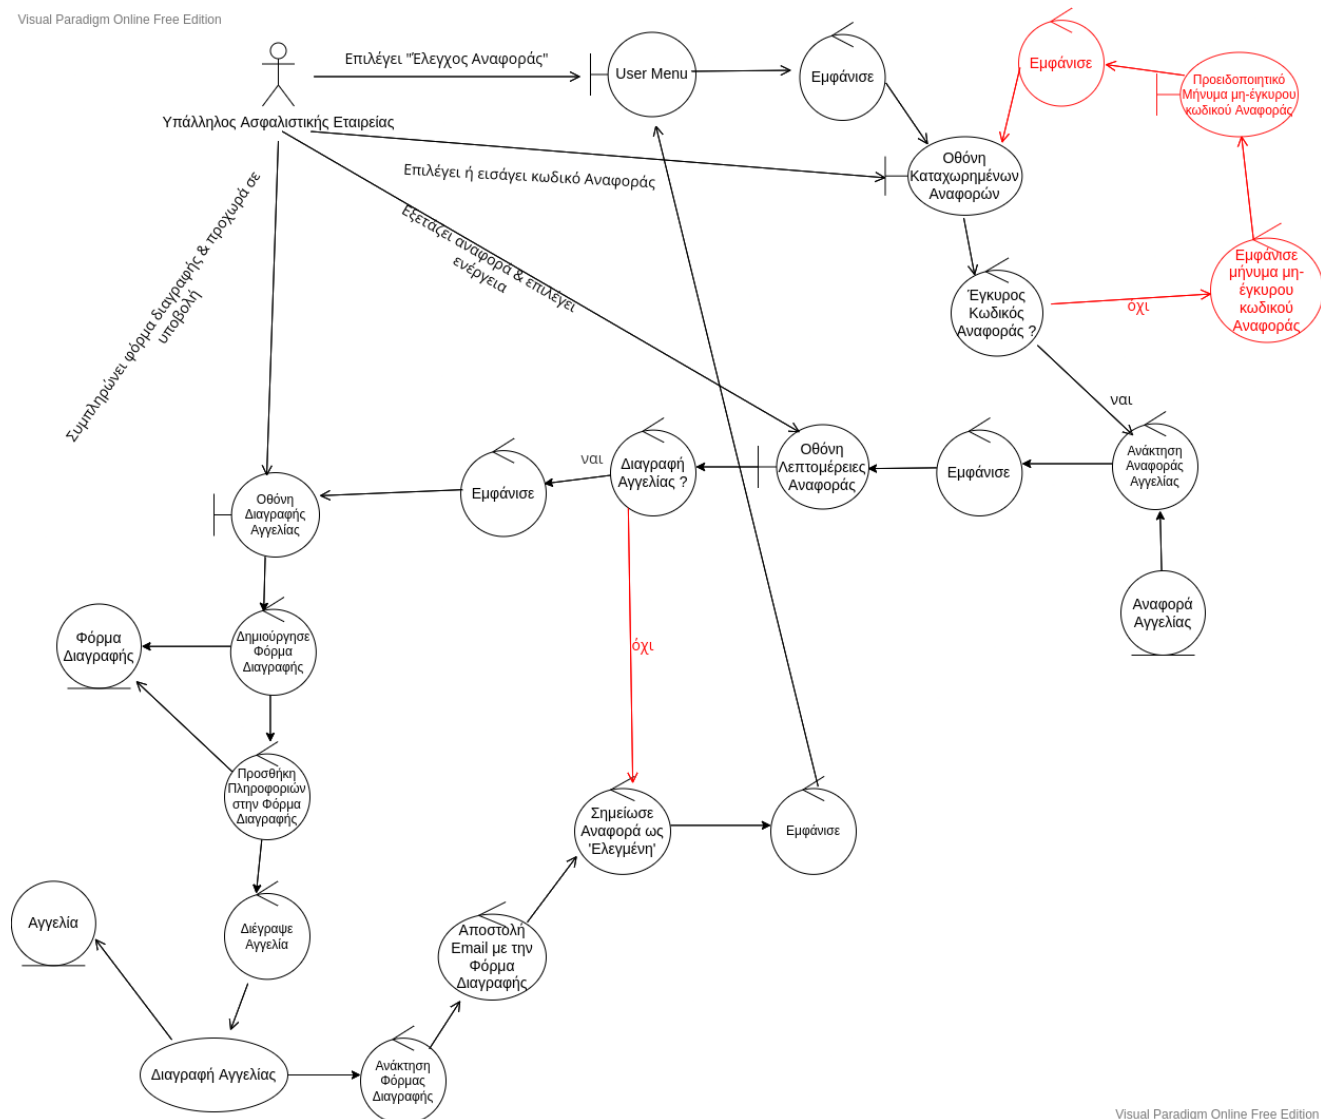 Visual Paradigm Online Free Edition
Επιλέγει "Έλεγχος Αναφοράς"
User Menu
Εμφάνισε
Εμφάνισε
Προειδοποιητικό
Μήνυμα μη-έγκυρου
κωδικού Αναφοράς
Υπάλληλος Ασφαλιστικής Εταιρείας
Επιλέγει ή εισάγει κωδικό Αναφοράς
Οθόνη
Καταχωρημένων
Αναφορών
Συμπληρώνει φόρμα διαγραφής & προχωρά σε
υποβολή
Εξετάζει αναφορά & επιλέγει
ενέργεια
Έγκυρος
Κωδικός
Αναφοράς ?
όχι
Εμφάνισε
μήνυμα μη-
έγκυρου
κωδικού
Αναφοράς
ναι
Οθόνη
Διαγραφής
Αγγελίας
Εμφάνισε
ναι
Διαγραφή
Αγγελίας ?
Οθόνη
Λεπτομέρειες
Αναφοράς
Εμφάνισε
Ανάκτηση
Αναφοράς
Αγγελίας
Αναφορά
Αγγελίας
Φόρμα
Διαγραφής
Δημιούργησε
Φόρμα
Διαγραφής
όχι
Προσθήκη
Πληροφοριών
στην Φόρμα
Διαγραφής
Σημείωσε
Αναφορά ως
'Ελεγμένη'
Εμφάνισε
Αγγελία
Διέγραψε
Αγγελία
Αποστολή
Email με την
Φόρμα
Διαγραφής
Διαγραφή Αγγελίας
Ανάκτηση
Φόρμας
Διαγραφής
Visual Paradigm Online Free Edition